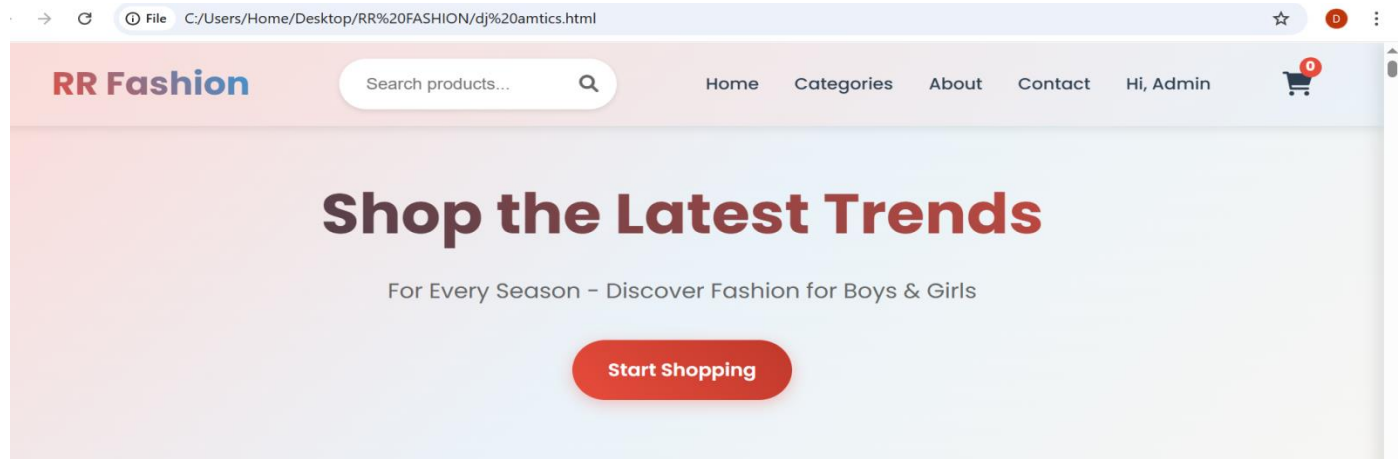 File C:/Users/Home/Desktop/RR%20FASHION/dj%20amtics.html D
RR Fashion Search products... Home Categories About Contact Hi, Admin 0
Shop the Latest Trends
For Every Season - Discover Fashion for Boys & Girls
Start Shopping